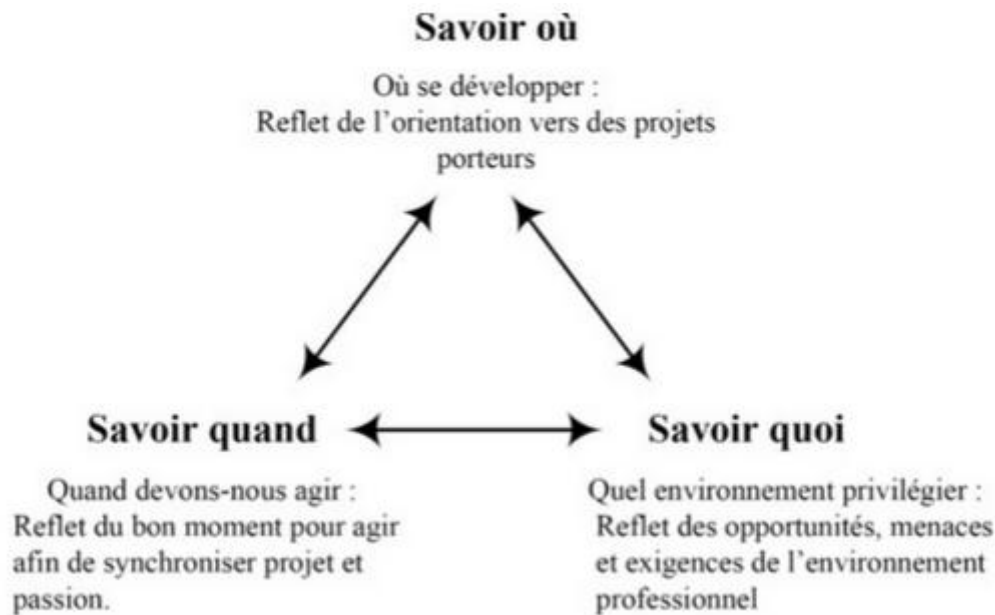 Savoir où
Où se développer :
Reflet de l'orientation vers des projets
porteurs
Savoir quand
Savoir quoi
Quand devons-nous agir :
Reflet du bon moment pour agir
afin de synchroniser projet et
passion.
Quel environnement privilégier :
Reflet des opportunités, menaces
et exigences de l'environnement
professionnel